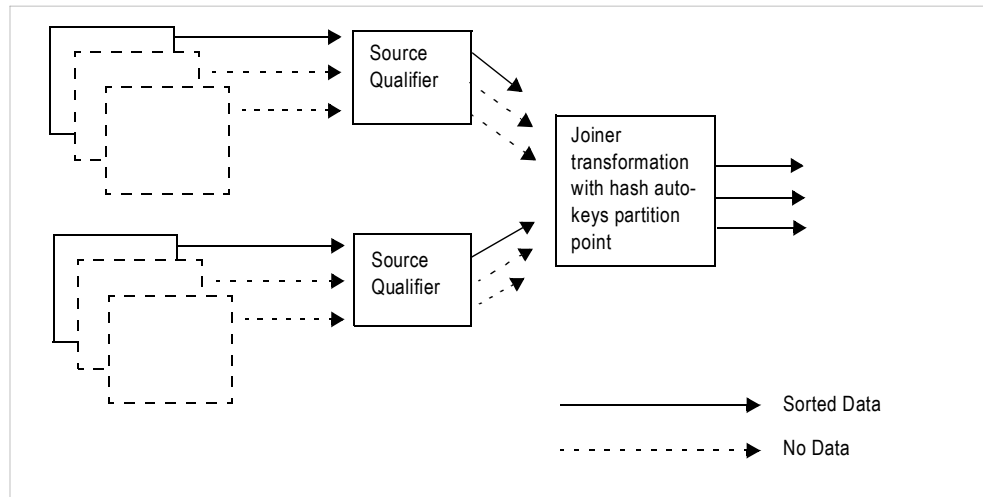 Source
Qualifier
Joiner
transformation
with hash auto-
keys partition
point
Source
Qualifier
Sorted Data
No Data